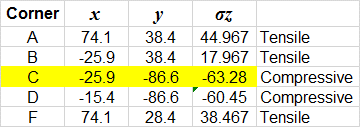 Corner x y σz
A 74.1 38.4 44.967 Tensile
B -25.9 38.4 17.967 Tensile
C -25.9 -86.6 -63.28 Compressive
D -15.4 -86.6 -60.45 Compressive
F 74.1 28.4 38.467 Tensile